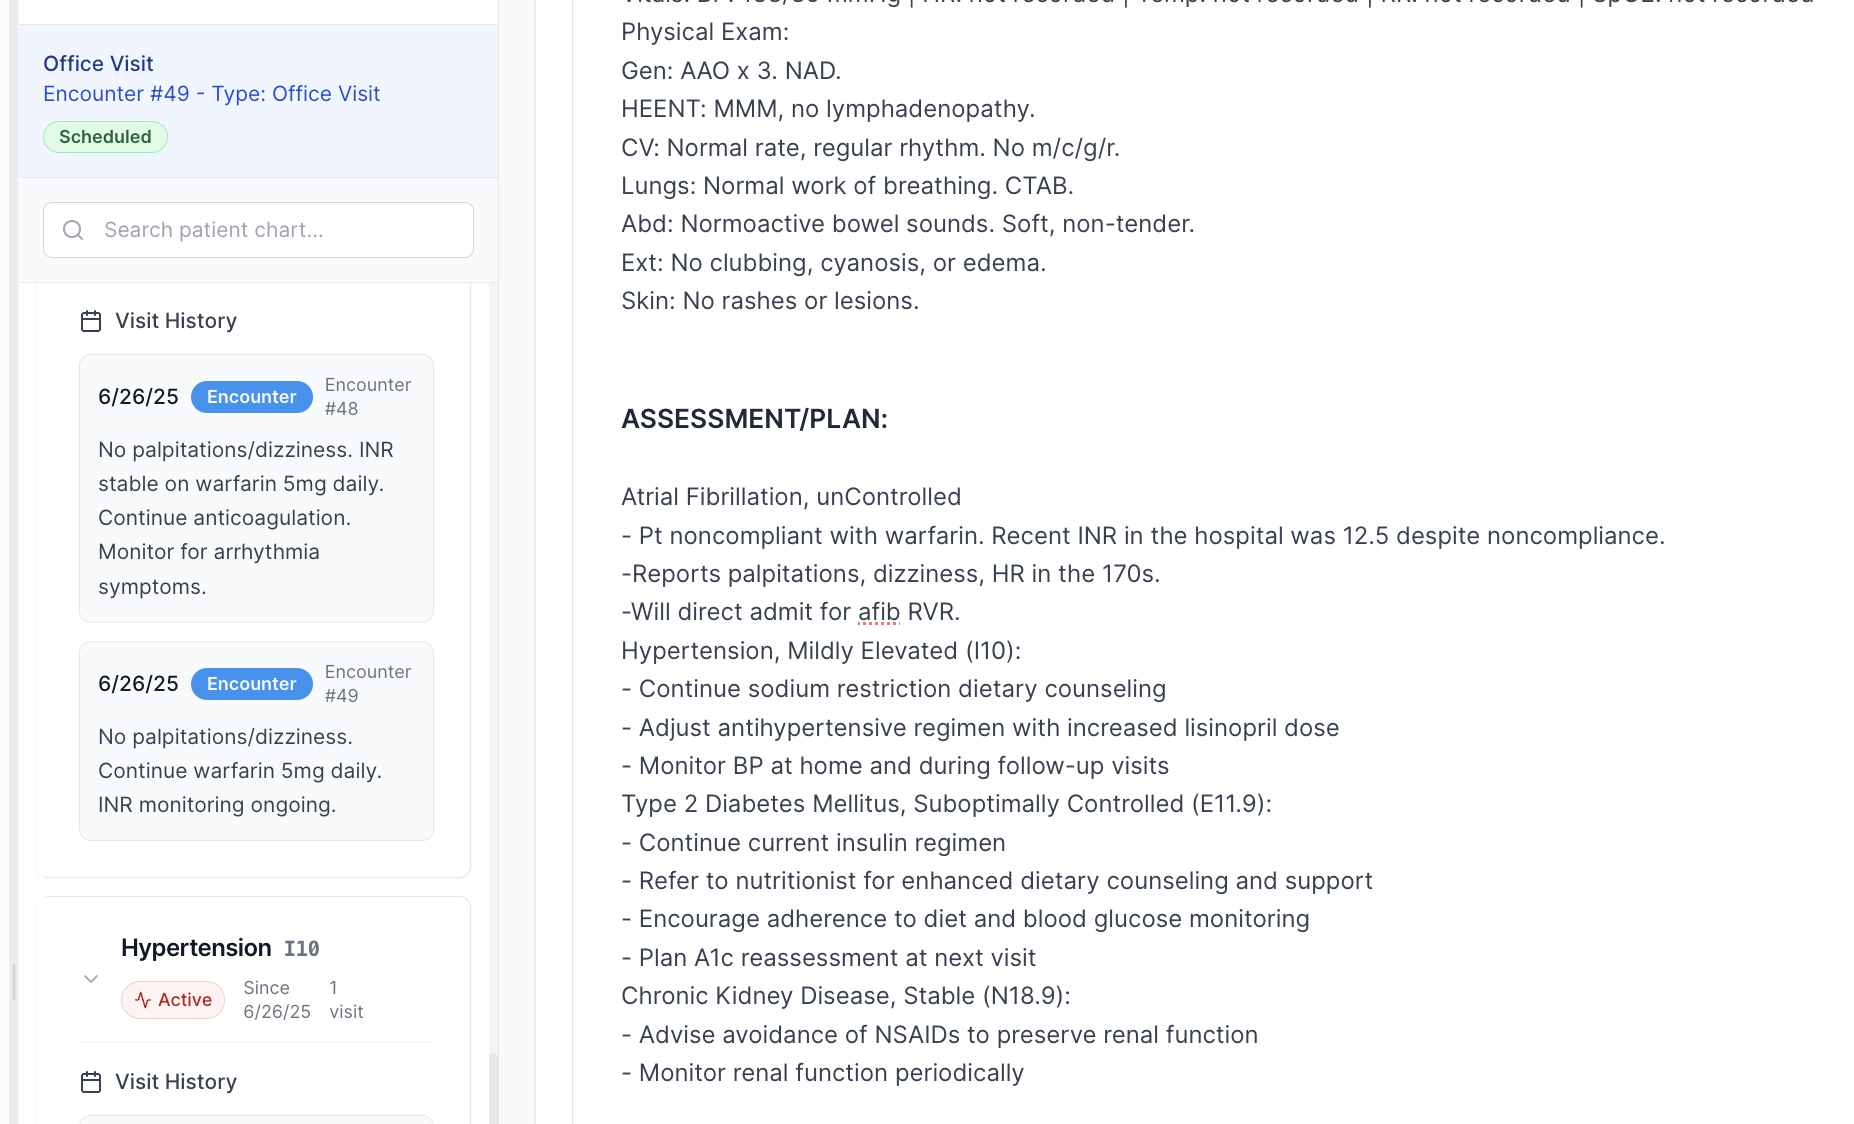 Office Visit
Encounter #49 - Type: Office Visit
Scheduled
Search patient chart...
Visit History
6/26/25 Encounter Encounter #48
No palpitations/dizziness. INR
stable on warfarin 5mg daily.
Continue anticoagulation.
Monitor for arrhythmia
symptoms.
6/26/25 Encounter Encounter #49
No palpitations/dizziness.
Continue warfarin 5mg daily.
INR monitoring ongoing.
Hypertension I10
Active Since 6/26/25 1 visit
Visit History
Physical Exam:
Gen: AAO x 3. NAD.
HEENT: MMM, no lymphadenopathy.
CV: Normal rate, regular rhythm. No m/c/g/r.
Lungs: Normal work of breathing. CTAB.
Abd: Normoactive bowel sounds. Soft, non-tender.
Ext: No clubbing, cyanosis, or edema.
Skin: No rashes or lesions.
ASSESSMENT/PLAN:
Atrial Fibrillation, unControlled
- Pt noncompliant with warfarin. Recent INR in the hospital was 12.5 despite noncompliance.
-Reports palpitations, dizziness, HR in the 170s.
-Will direct admit for afib RVR.
Hypertension, Mildly Elevated (I10):
- Continue sodium restriction dietary counseling
- Adjust antihypertensive regimen with increased lisinopril dose
- Monitor BP at home and during follow-up visits
Type 2 Diabetes Mellitus, Suboptimally Controlled (E11.9):
- Continue current insulin regimen
- Refer to nutritionist for enhanced dietary counseling and support
- Encourage adherence to diet and blood glucose monitoring
- Plan A1c reassessment at next visit
Chronic Kidney Disease, Stable (N18.9):
- Advise avoidance of NSAIDs to preserve renal function
- Monitor renal function periodically